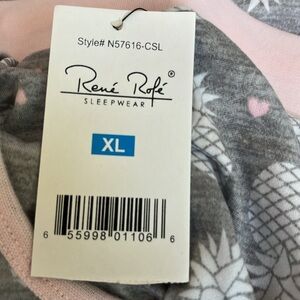 Style# N57616-CSL
René Rofé®
SLEEPWEAR
XL
6 55998 01106 6